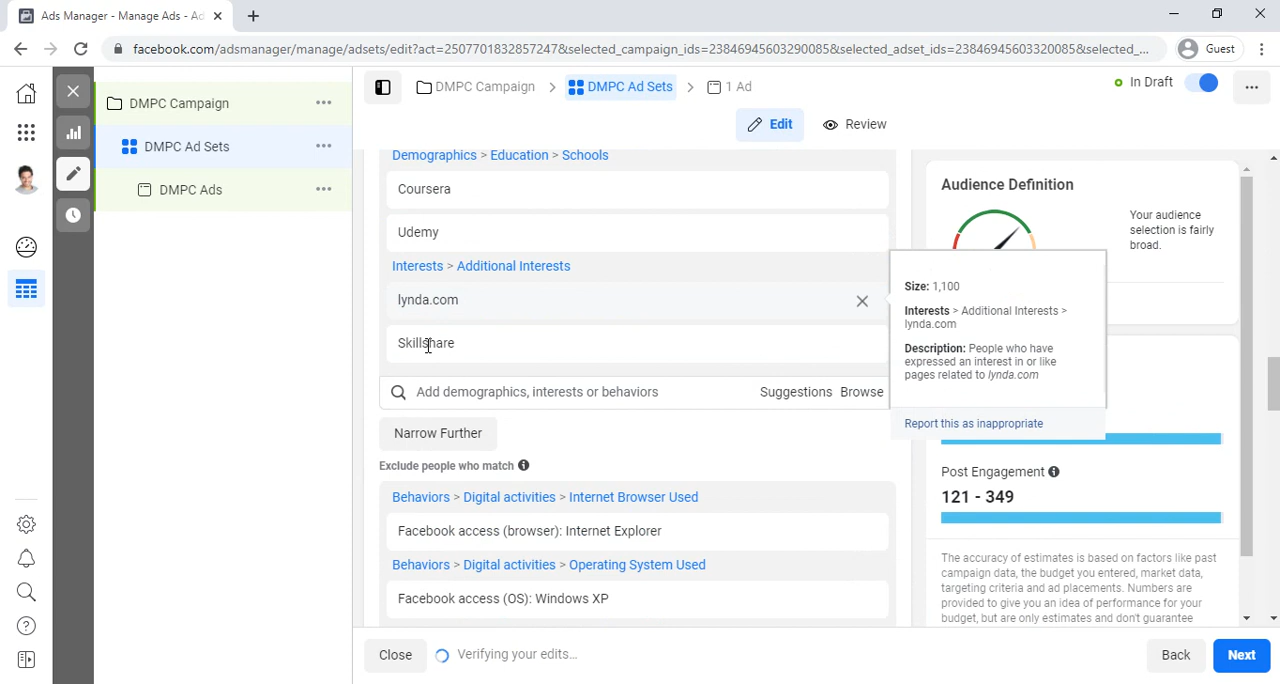 Ads Manager - Manage Ads - Ad
facebook.com/adsmanager/manage/adsets/edit?act=2507701832857247&selected_campaign_ids=23846945603290085&selected_adset_ids=23846945603320085&selected_...
Guest
DMPC Campaign
DMPC Ad Sets
DMPC Ads
DMPC Campaign > DMPC Ad Sets > 1 Ad
In Draft
Edit
Review
Demographics > Education > Schools
Coursera
Udemy
Interests > Additional Interests
lynda.com
Skillshare
Add demographics, interests or behaviors
Suggestions
Browse
Narrow Further
Exclude people who match
Behaviors > Digital activities > Internet Browser Used
Facebook access (browser): Internet Explorer
Behaviors > Digital activities > Operating System Used
Facebook access (OS): Windows XP
Audience Definition
Your audience
selection is fairly
broad.
Size: 1,100
Interests > Additional Interests >
lynda.com
Description: People who have
expressed an interest in or like
pages related to lynda.com
Report this as inappropriate
Post Engagement
121 - 349
The accuracy of estimates is based on factors like past
campaign data, the budget you entered, market data,
targeting criteria and ad placements. Numbers are
provided to give you an idea of performance for your
budget, but are only estimates and don't guarantee
Close
Verifying your edits...
Back
Next